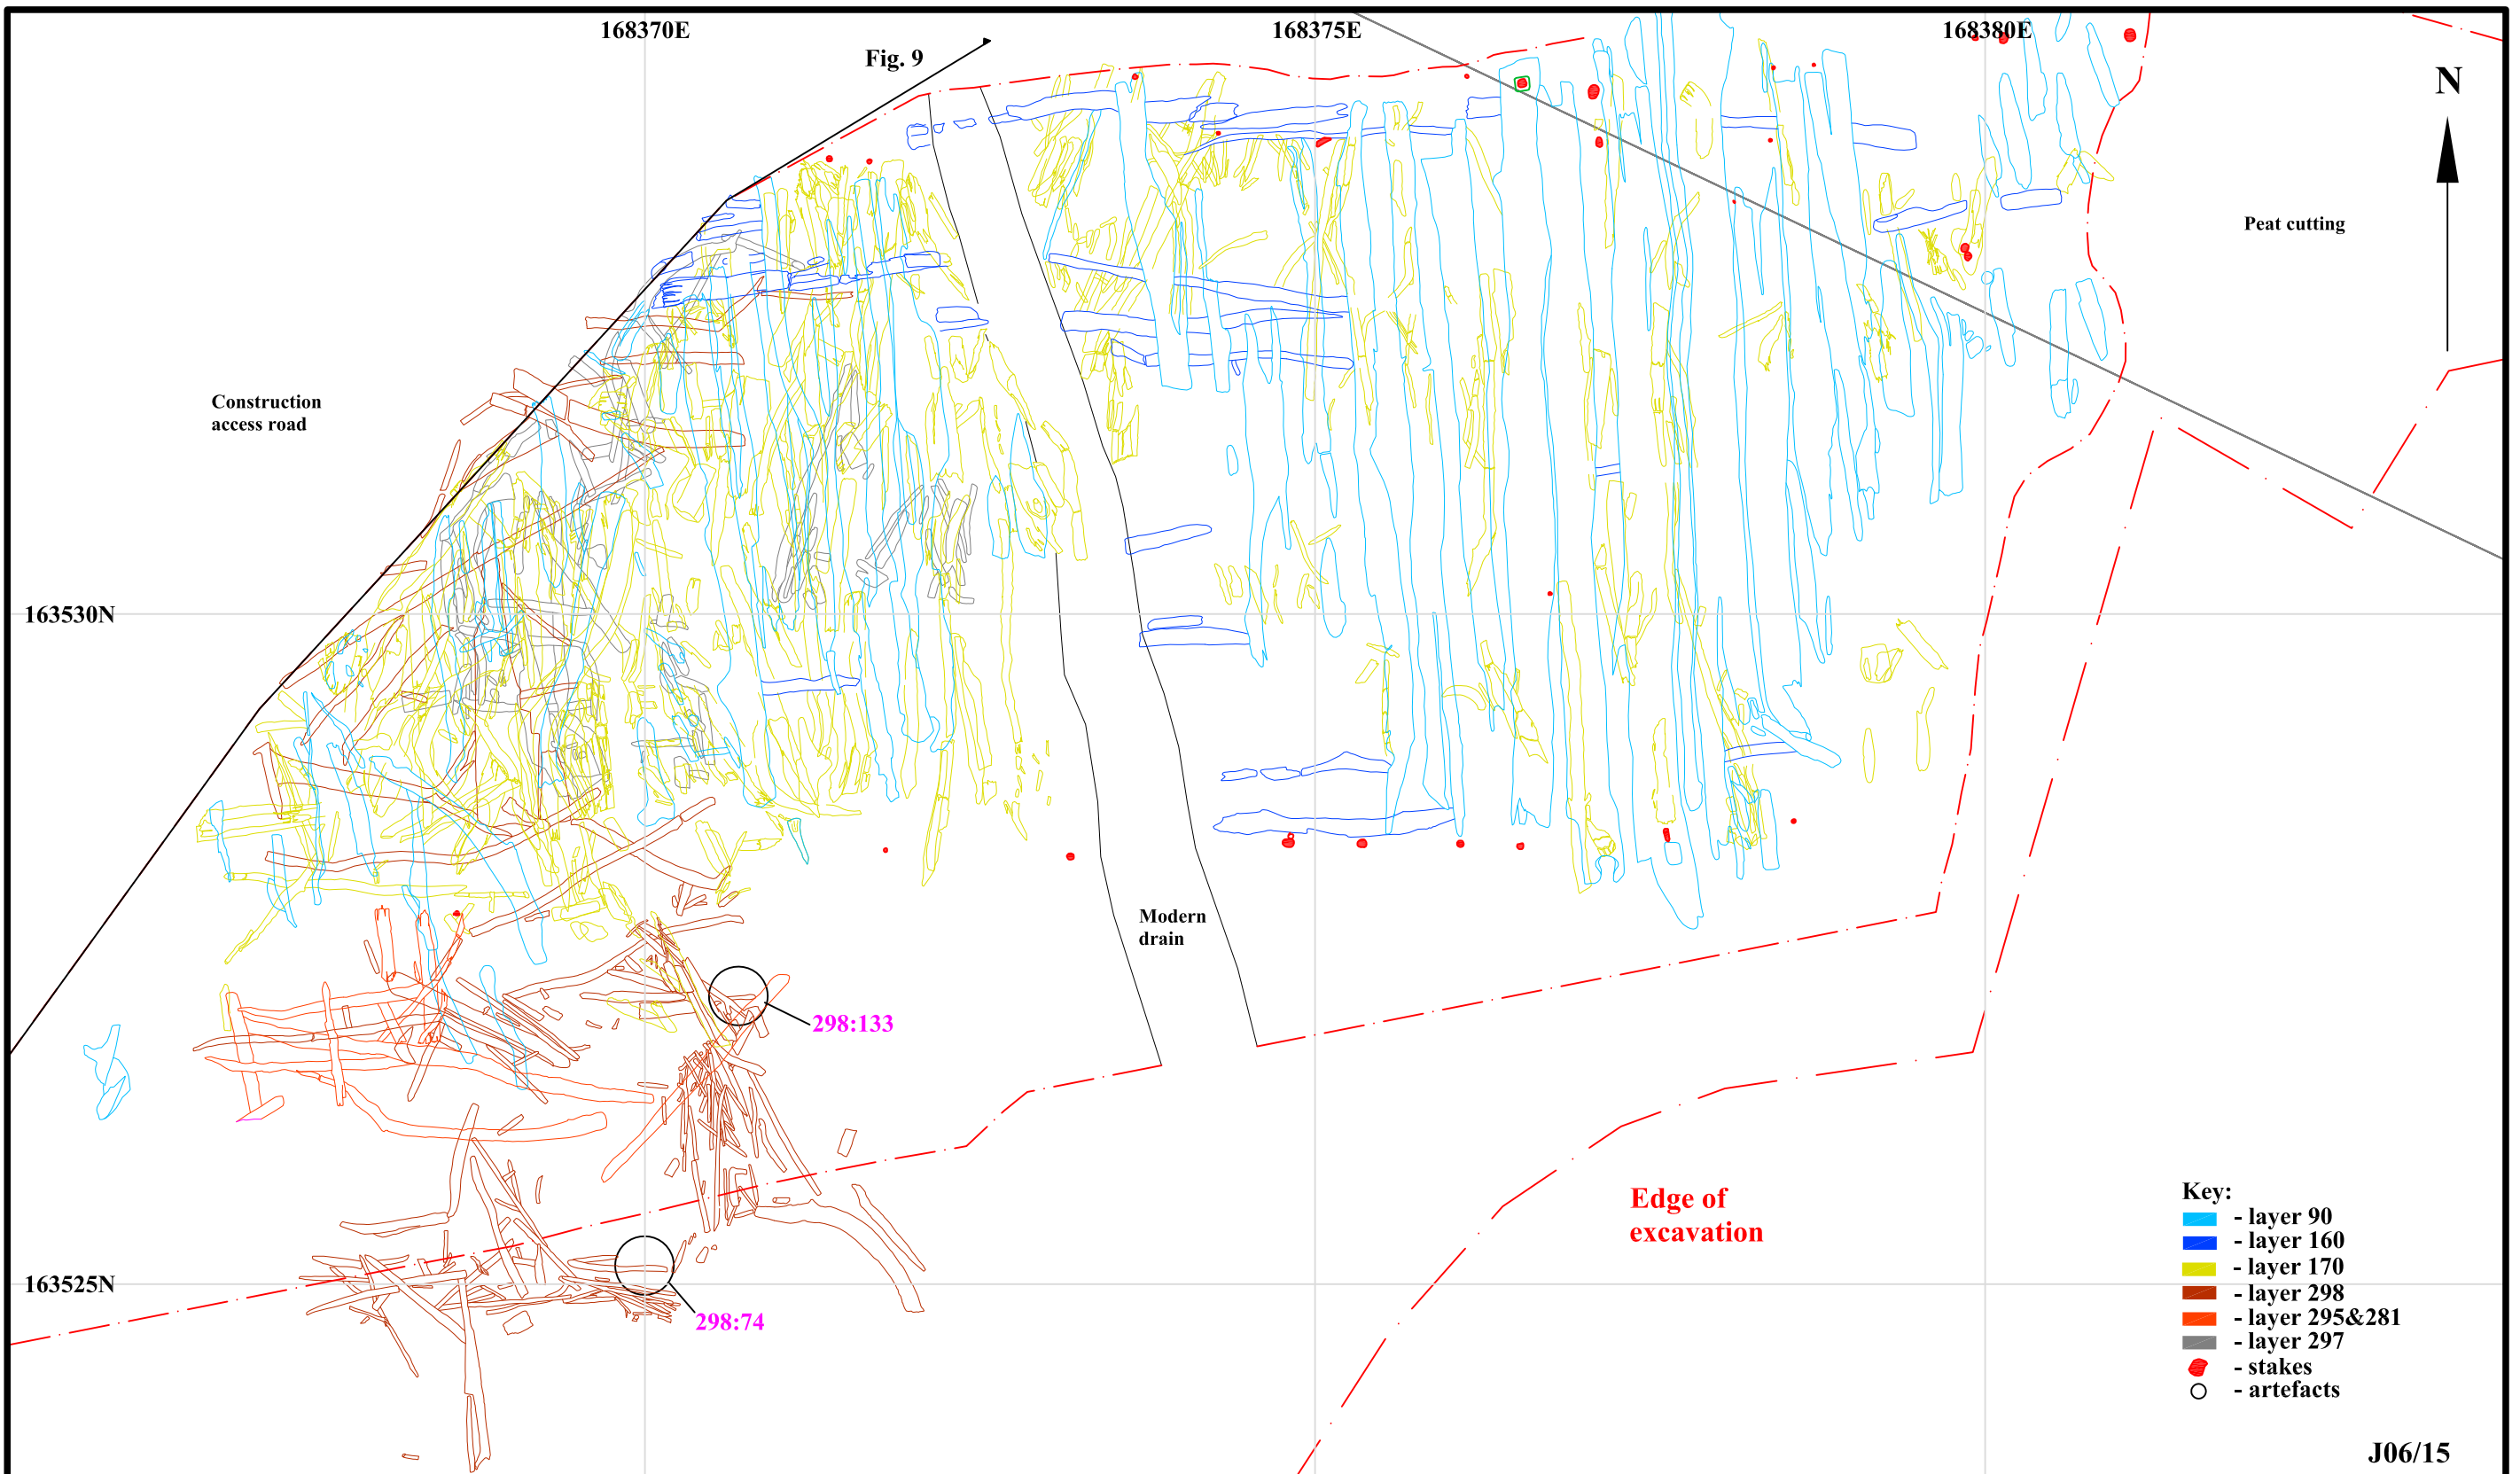 168370E
168375E
168380E
Fig. 9
N
Peat cutting
Construction
access road
163530N
Modern
drain
298:133
Edge of
excavation
163525N
298:74
Key:
- layer 90
- layer 160
- layer 170
- layer 298
- layer 295&281
- layer 297
- stakes
- artefacts
J06/15